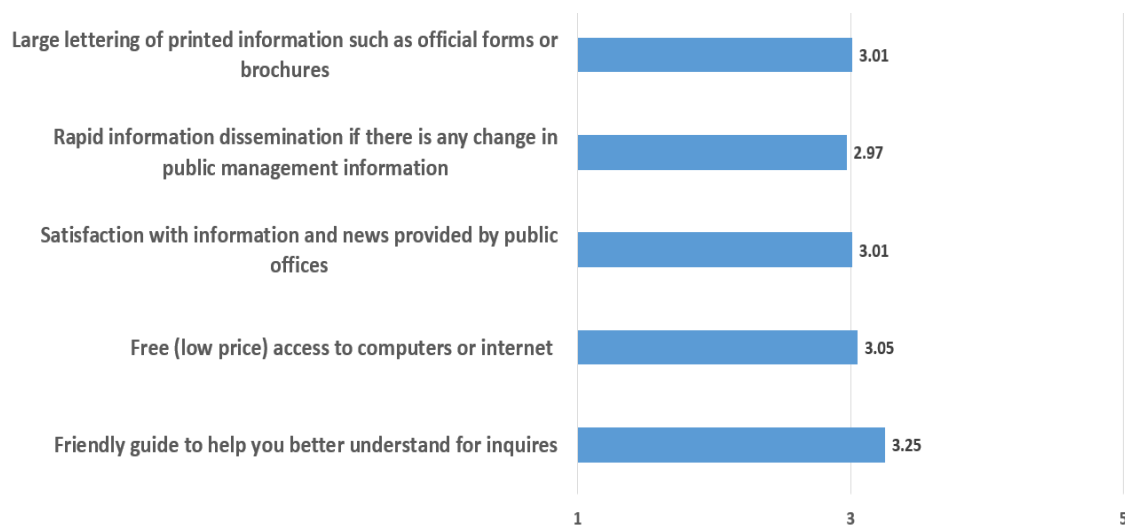 Large lettering of printed information such as official forms or
brochures
3.01
Rapid information dissemination if there is any change in
public management information
2.97
Satisfaction with information and news provided by public
offices
3.01
Free (low price) access to computers or internet
3.05
Friendly guide to help you better understand for inquires
3.25
1
3
5